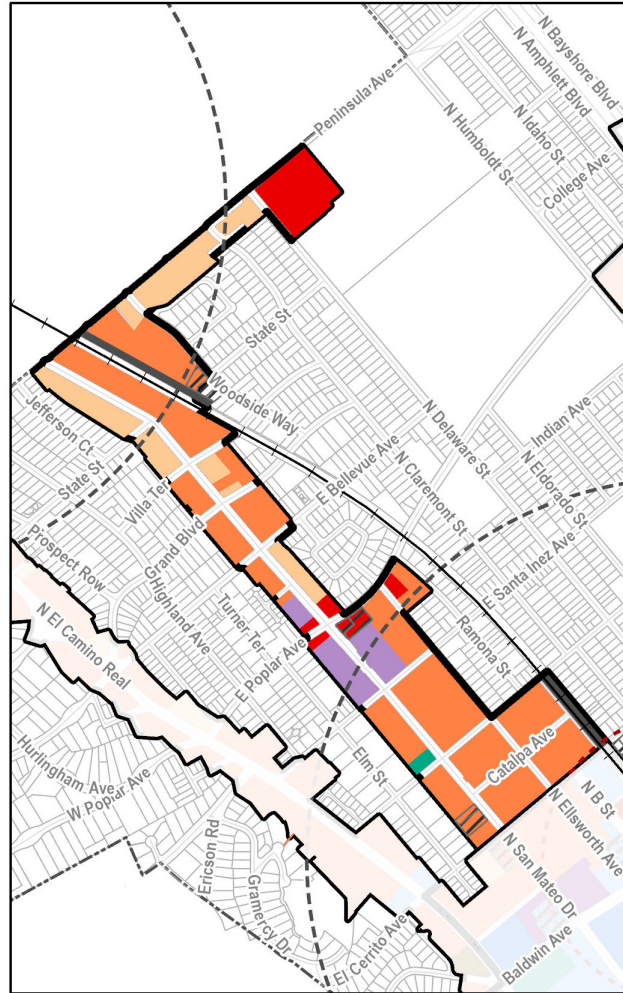 N Bayshore Blvd
N Amphlett Blvd
N Idaho St
College Ave
Peninsula Ave
N Humboldt St
State St
Woodside Way
N Delaware St
Indian Ave
Jefferson Ct
State St
E Bellevue Ave
N Claremont St
N Eldorado St
Villa Ter
Grand Blvd
Prospect Row
Highland Ave
E Santa Inez Ave
Turner Ter
E Poplar Ave
Ramona St
N El Camino Real
Elm St
Catalpa Ave
Hurlingham Ave
W Poplar Ave
N B St
N Ellsworth Ave
Ericson Rd
Gramercy Dr
N San Mateo Dr
El Cerrito Ave
Baldwin Ave